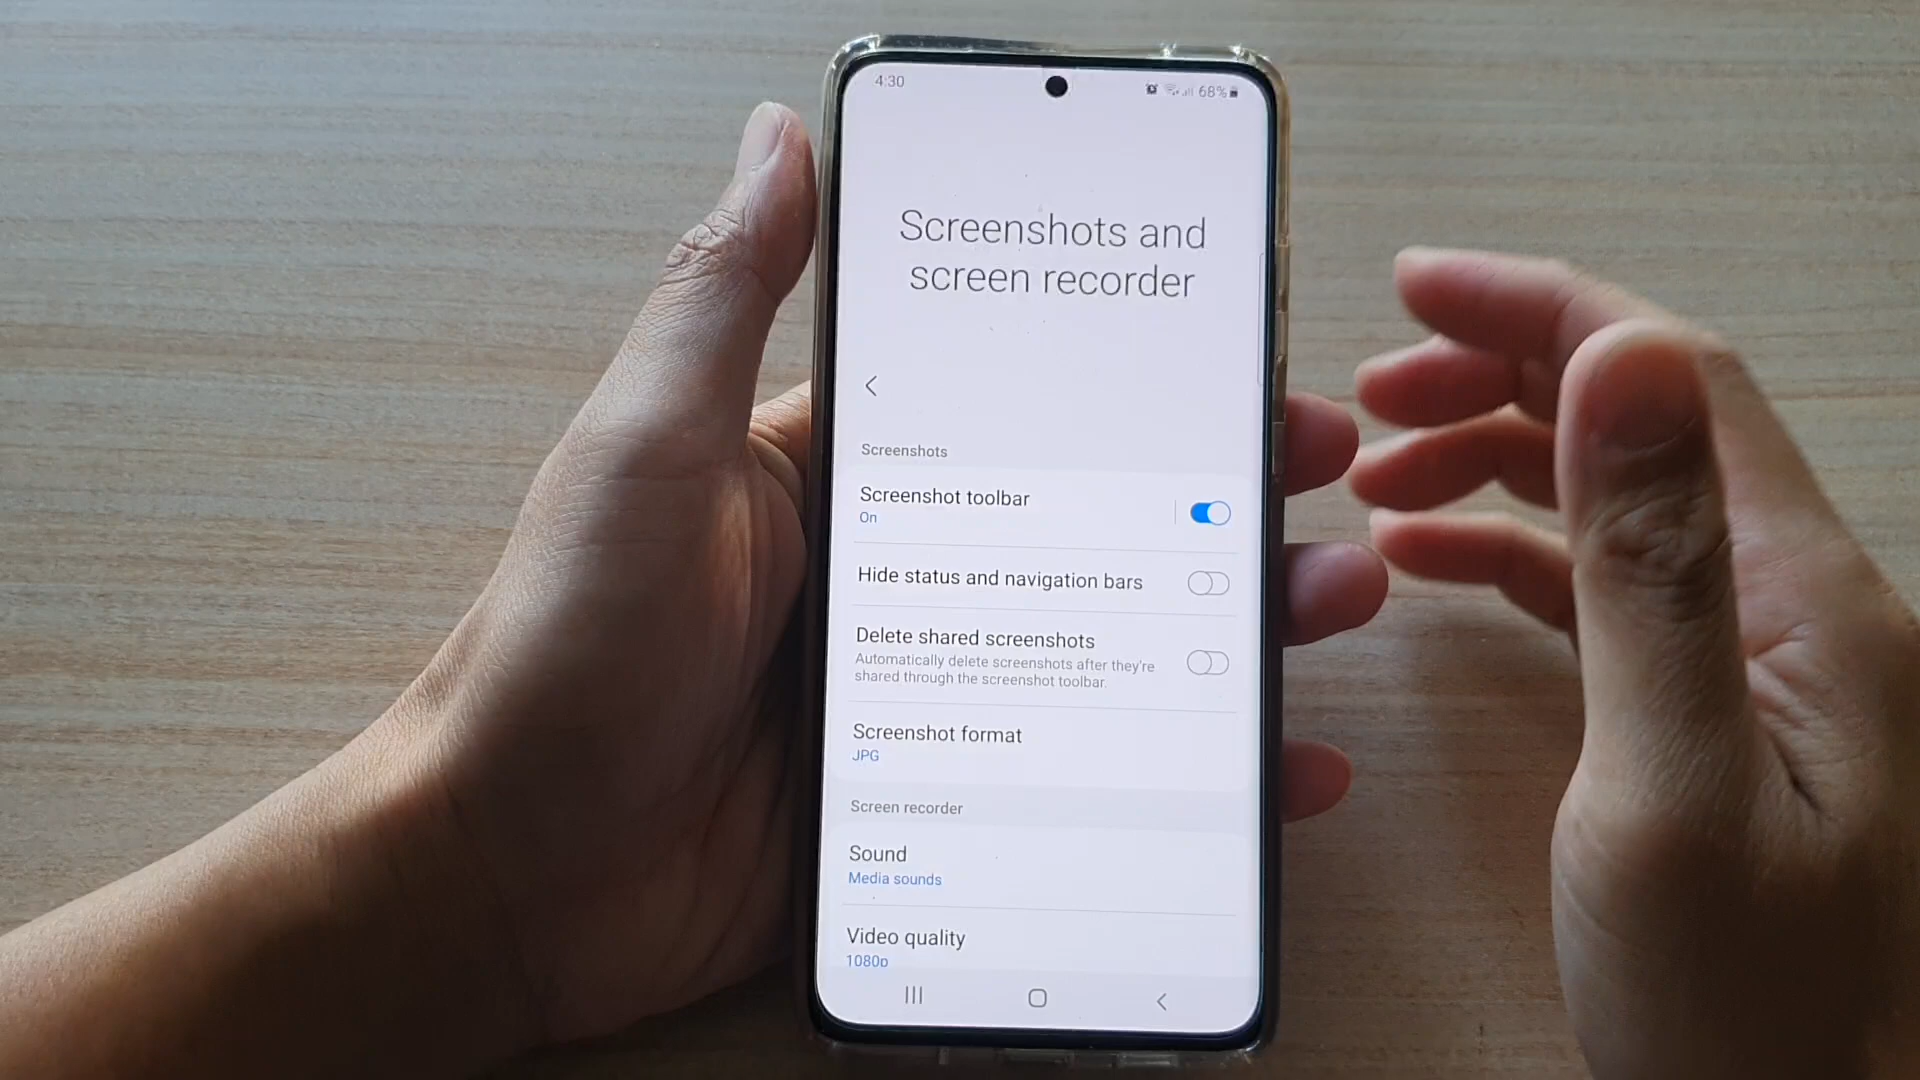 4:30
68%
Screenshots and
screen recorder
Screenshots
Screenshot toolbar
On
Hide status and navigation bars
Delete shared screenshots
Automatically delete screenshots after they're
shared through the screenshot toolbar.
Screenshot format
JPG
Screen recorder
Sound
Media sounds
Video quality
1080p